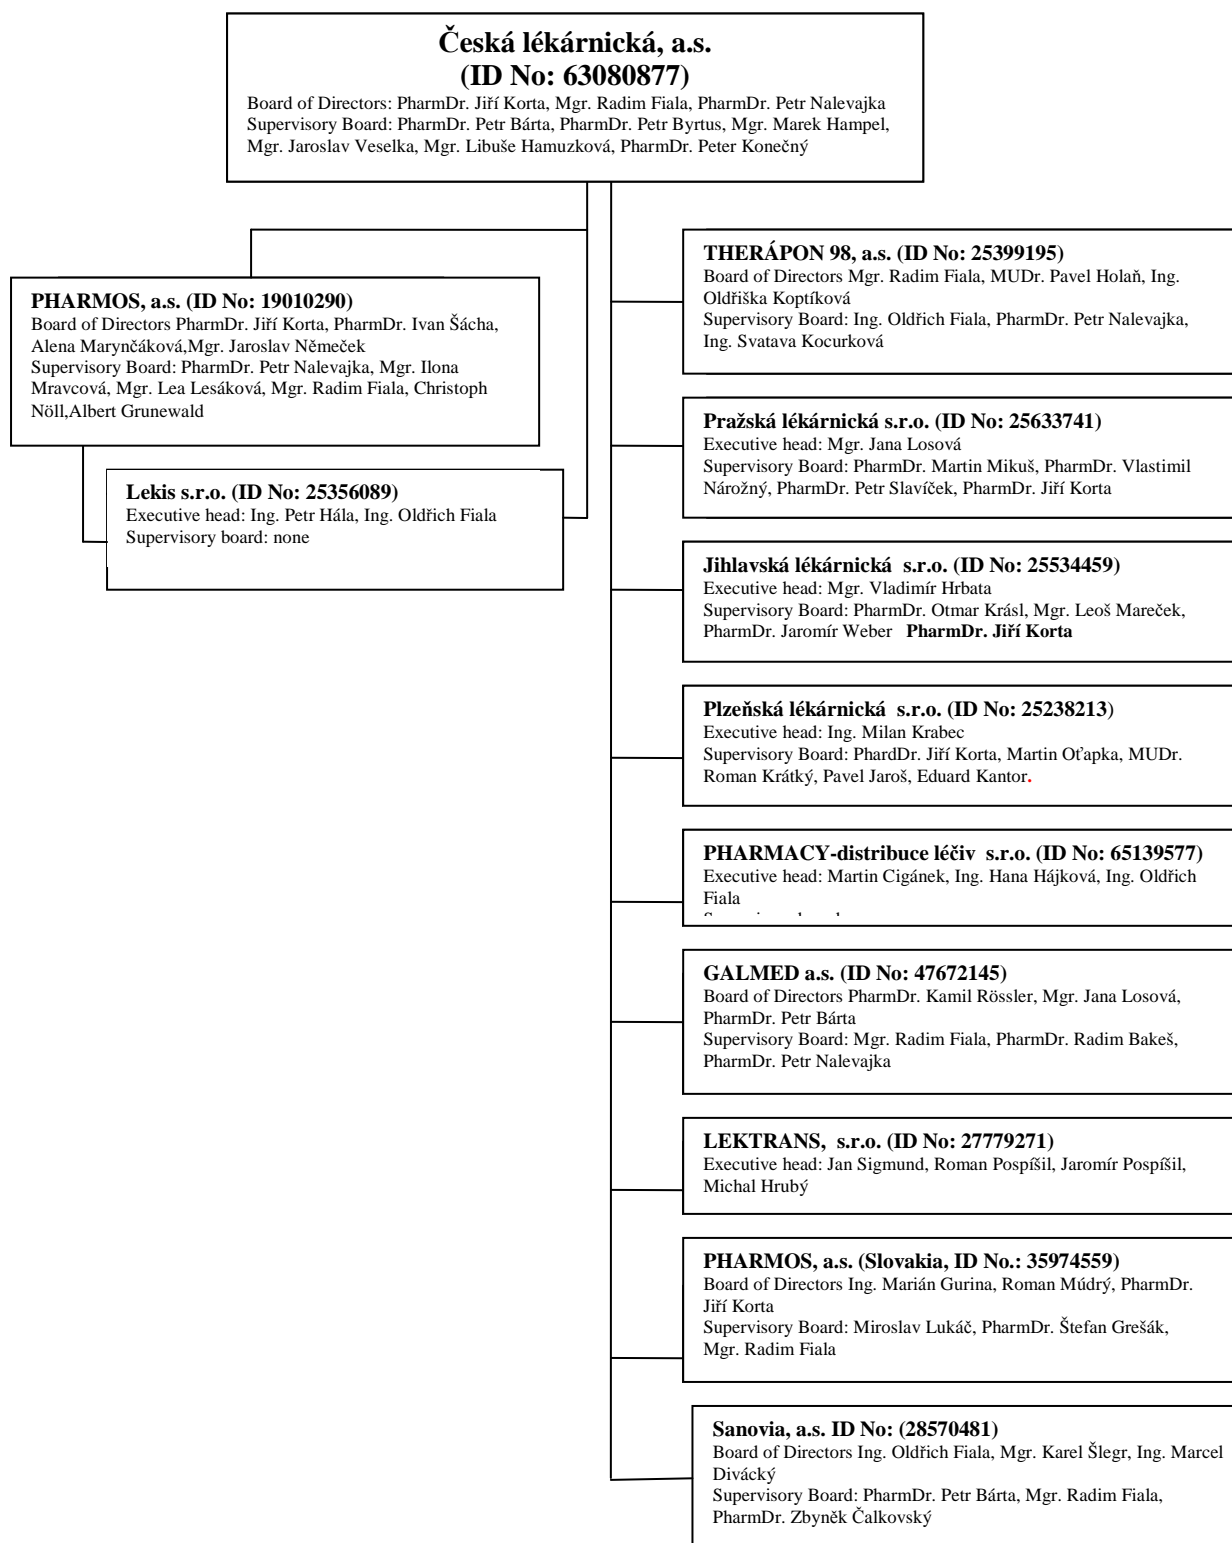 Česká lékárnická, a.s.
(ID No: 63080877)
Board of Directors: PharmDr. Jiří Korta, Mgr. Radim Fiala, PharmDr. Petr Nalevajka
Supervisory Board: PharmDr. Petr Bárta, PharmDr. Petr Byrtus, Mgr. Marek Hampel,
Mgr. Jaroslav Veselka, Mgr. Libuše Hamuzková, PharmDr. Peter Konečný
PHARMOS, a.s. (ID No: 19010290)
Board of Directors PharmDr. Jiří Korta, PharmDr. Ivan Šácha,
Alena Marynčáková,Mgr. Jaroslav Němeček
Supervisory Board: PharmDr. Petr Nalevajka, Mgr. Ilona
Mravcová, Mgr. Lea Lesáková, Mgr. Radim Fiala, Christoph
Nöll,Albert Grunewald
Lekis s.r.o. (ID No: 25356089)
Executive head: Ing. Petr Hála, Ing. Oldřich Fiala
Supervisory board: none
THERÁPON 98, a.s. (ID No: 25399195)
Board of Directors Mgr. Radim Fiala, MUDr. Pavel Holaň, Ing.
Oldřiška Koptíková
Supervisory Board: Ing. Oldřich Fiala, PharmDr. Petr Nalevajka,
Ing. Svatava Kocurková
Pražská lékárnická s.r.o. (ID No: 25633741)
Executive head: Mgr. Jana Losová
Supervisory Board: PharmDr. Martin Mikuš, PharmDr. Vlastimil
Nárožný, PharmDr. Petr Slavíček, PharmDr. Jiří Korta
Jihlavská lékárnická s.r.o. (ID No: 25534459)
Executive head: Mgr. Vladimír Hrbata
Supervisory Board: PharmDr. Otmar Krásl, Mgr. Leoš Mareček,
PharmDr. Jaromír Weber PharmDr. Jiří Korta
Plzeňská lékárnická s.r.o. (ID No: 25238213)
Executive head: Ing. Milan Krabec
Supervisory Board: PhardDr. Jiří Korta, Martin Oťapka, MUDr.
Roman Krátký, Pavel Jaroš, Eduard Kantor.
PHARMACY-distribuce léčiv s.r.o. (ID No: 65139577)
Executive head: Martin Cigánek, Ing. Hana Hájková, Ing. Oldřich
Fiala
GALMED a.s. (ID No: 47672145)
Board of Directors PharmDr. Kamil Rössler, Mgr. Jana Losová,
PharmDr. Petr Bárta
Supervisory Board: Mgr. Radim Fiala, PharmDr. Radim Bakeš,
PharmDr. Petr Nalevajka
LEKTRANS, s.r.o. (ID No: 27779271)
Executive head: Jan Sigmund, Roman Pospíšil, Jaromír Pospíšil,
Michal Hrubý
PHARMOS, a.s. (Slovakia, ID No.: 35974559)
Board of Directors Ing. Marián Gurina, Roman Múdrý, PharmDr.
Jiří Korta
Supervisory Board: Miroslav Lukáč, PharmDr. Štefan Grešák,
Mgr. Radim Fiala
Sanovia, a.s. ID No: (28570481)
Board of Directors Ing. Oldřich Fiala, Mgr. Karel Šlegr, Ing. Marcel
Divácký
Supervisory Board: PharmDr. Petr Bárta, Mgr. Radim Fiala,
PharmDr. Zbyněk Čalkovský